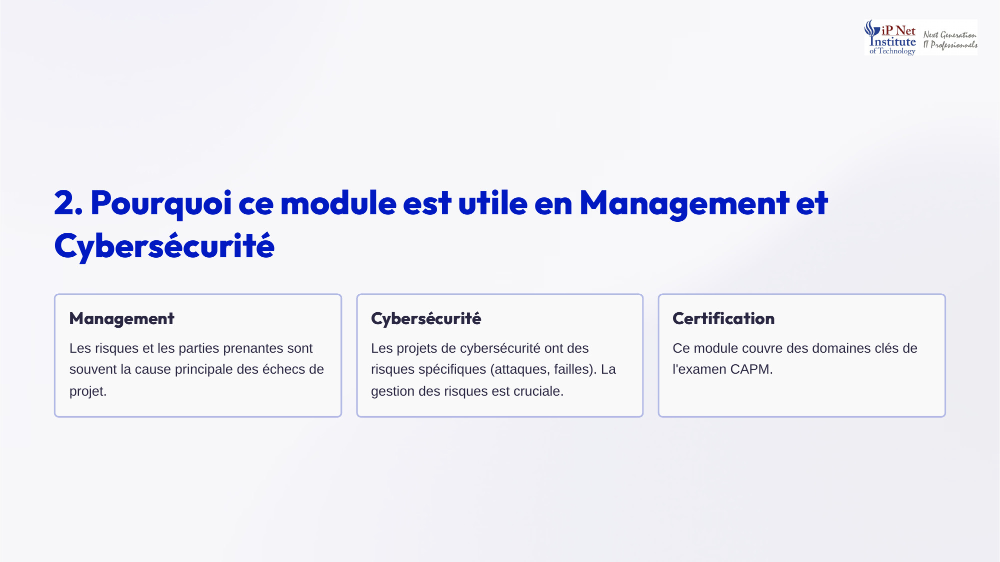 iP Net
Institute
of Technology
Next Generation
IT Professionnels
2. Pourquoi ce module est utile en Management et
Cybersécurité
Management
Les risques et les parties prenantes sont
souvent la cause principale des échecs de
projet.
Cybersécurité
Les projets de cybersécurité ont des
risques spécifiques (attaques, failles). La
gestion des risques est cruciale.
Certification
Ce module couvre des domaines clés de
l'examen CAPM.